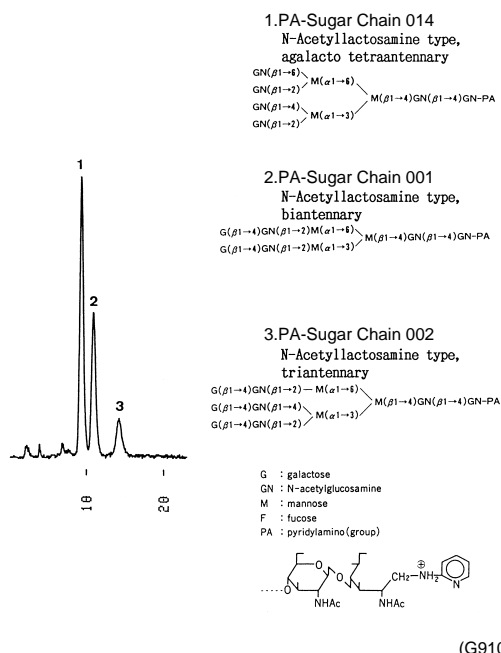 1.PA-Sugar Chain 014
N-Acetyllactosamine type,
agalacto tetraantennary
GN(β1→6)
GN(β1→2)
M(α1→6)
GN(β1→4)
GN(β1→2)
M(α1→3)
M(β1→4)GN(β1→4)GN-PA
2.PA-Sugar Chain 001
N-Acetyllactosamine type,
biantennary
G(β1→4)GN(β1→2)M(α1→6)
G(β1→4)GN(β1→2)M(α1→3)
M(β1→4)GN(β1→4)GN-PA
3.PA-Sugar Chain 002
N-Acetyllactosamine type,
triantennary
G(β1→4)GN(β1→2)—M(α1→6)
G(β1→4)GN(β1→4)
G(β1→4)GN(β1→2)
M(α1→3)
M(β1→4)GN(β1→4)GN-PA
1
2
3
10
20
G : galactose
GN : N-acetylglucosamine
M : mannose
F : fucose
PA : pyridylamino(group)
O
O
O
NHAc
NHAc
CH2-NH2
⊕
N
(G910